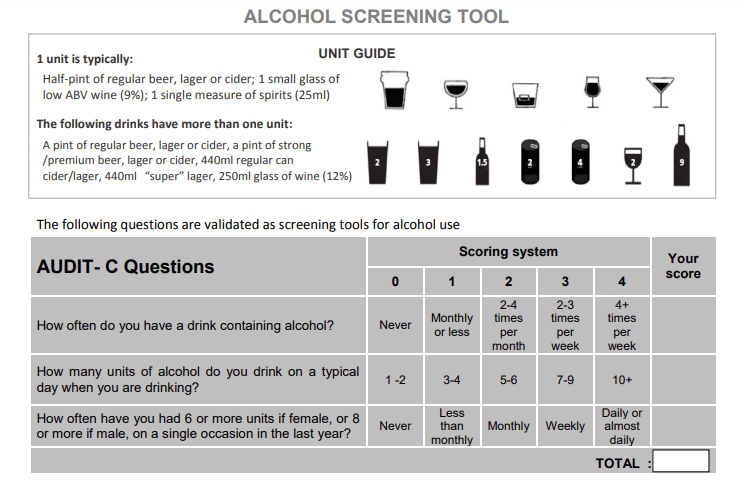 ALCOHOL SCREENING TOOL
UNIT GUIDE
1 unit is typically:
Half-pint of regular beer, lager or cider; 1 small glass of
low ABV wine (9%); 1 single measure of spirits (25ml)
The following drinks have more than one unit:
A pint of regular beer, lager or cider, a pint of strong
/premium beer, lager or cider, 440ml regular can
cider/lager, 440ml “super” lager, 250ml glass of wine (12%)
2 3 1.5 2 4 2 9
The following questions are validated as screening tools for alcohol use
AUDIT- C Questions
Scoring system
Your
score
0 1 2 3 4
How often do you have a drink containing alcohol?
Never
Monthly
or less
2-4
times
per
month
2-3
times
per
week
4+
times
per
week
How many units of alcohol do you drink on a typical
day when you are drinking?
1 -2
3-4
5-6
7-9
10+
How often have you had 6 or more units if female, or 8
or more if male, on a single occasion in the last year?
Never
Less
than
monthly
Monthly
Weekly
Daily or
almost
daily
TOTAL :